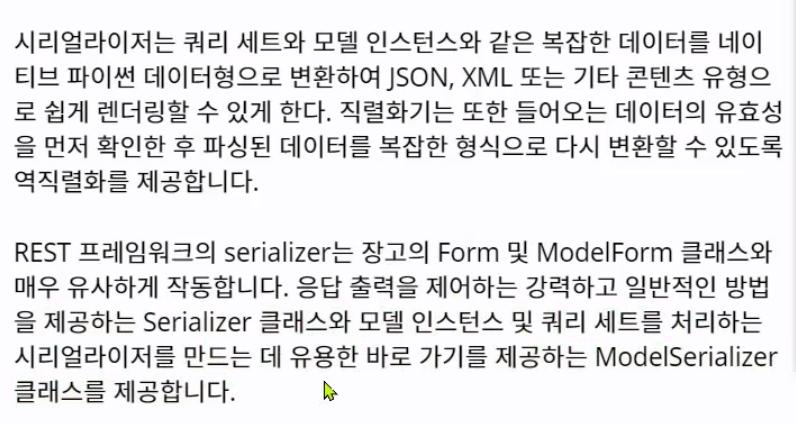 시리얼라이저는 쿼리 세트와 모델 인스턴스와 같은 복잡한 데이터를 네이
티브 파이썬 데이터형으로 변환하여 JSON, XML 또는 기타 콘텐츠 유형으
로 쉽게 렌더링할 수 있게 한다. 직렬화기는 또한 들어오는 데이터의 유효성
을 먼저 확인한 후 파싱된 데이터를 복잡한 형식으로 다시 변환할 수 있도록
역직렬화를 제공합니다.
REST 프레임워크의 serializer는 장고의 Form 및 ModelForm 클래스와
매우 유사하게 작동합니다. 응답 출력을 제어하는 강력하고 일반적인 방법
을 제공하는 Serializer 클래스와 모델 인스턴스 및 쿼리 세트를 처리하는
시리얼라이저를 만드는 데 유용한 바로 가기를 제공하는 ModelSerializer
클래스를 제공합니다.